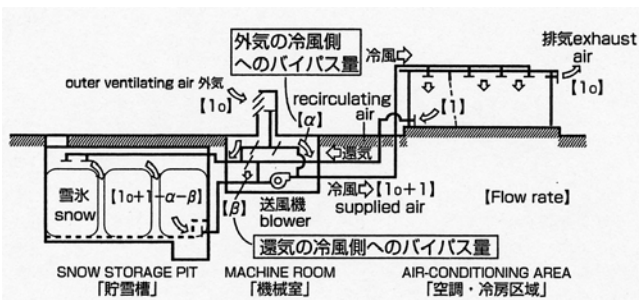 外気の冷風側
へのバイパス量
冷風
排気exhaust
air
【1o】
outer ventilating air 外気
【1o】
【α】
recirculating
air
【1】
還気
雪氷
snow
【1o+1-α-β】
【β】
送風機
blower
冷風 【1o+1】
supplied air
【Flow rate】
還気の冷風側へのバイパス量
SNOW STORAGE PIT
「貯雪槽」
MACHINE ROOM
「機械室」
AIR-CONDITIONING AREA
「空調・冷房区域」